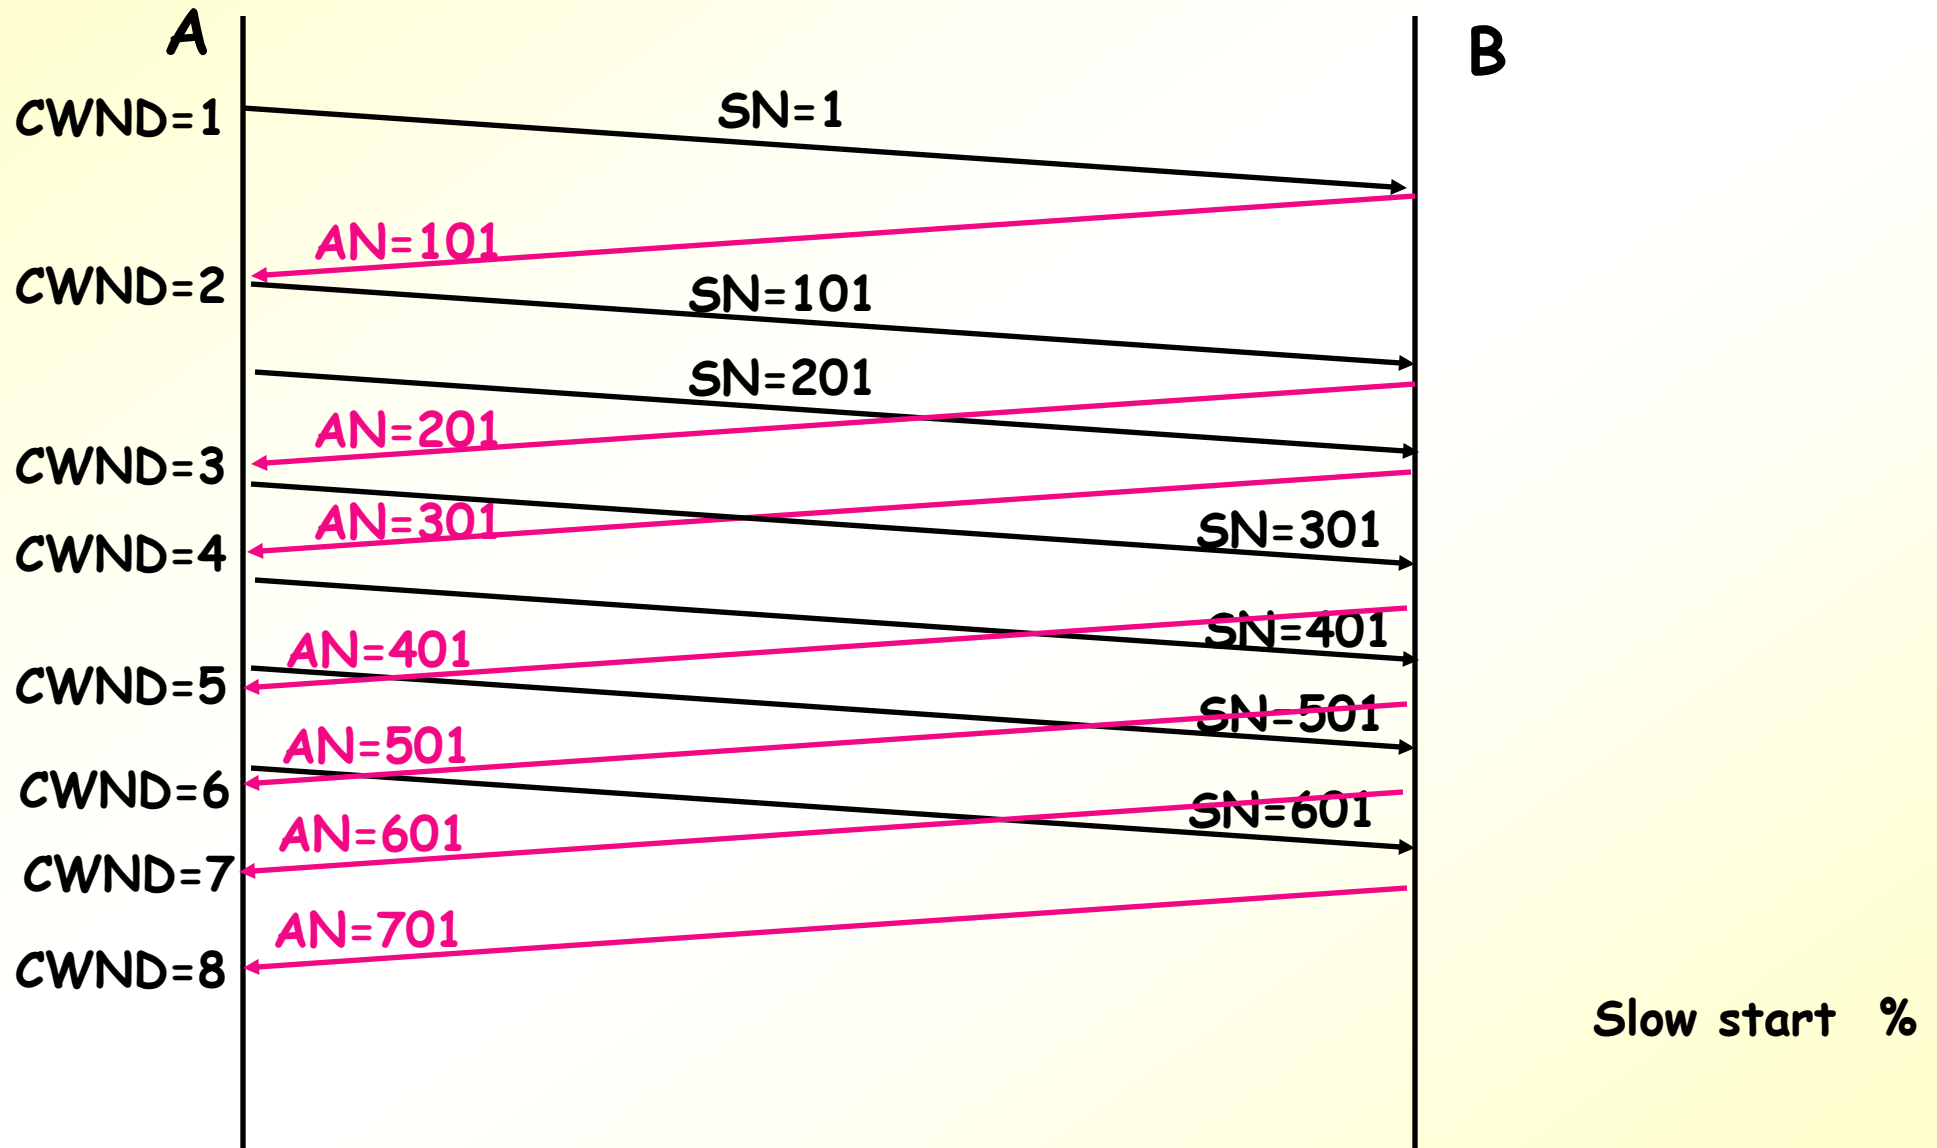 A
B
CWND=1
SN=1
AN=101
CWND=2
SN=101
SN=201
AN=201
CWND=3
AN=301
SN=301
CWND=4
SN=401
AN=401
CWND=5
SN=501
AN=501
CWND=6
SN=601
AN=601
CWND=7
AN=701
CWND=8
Slow start %